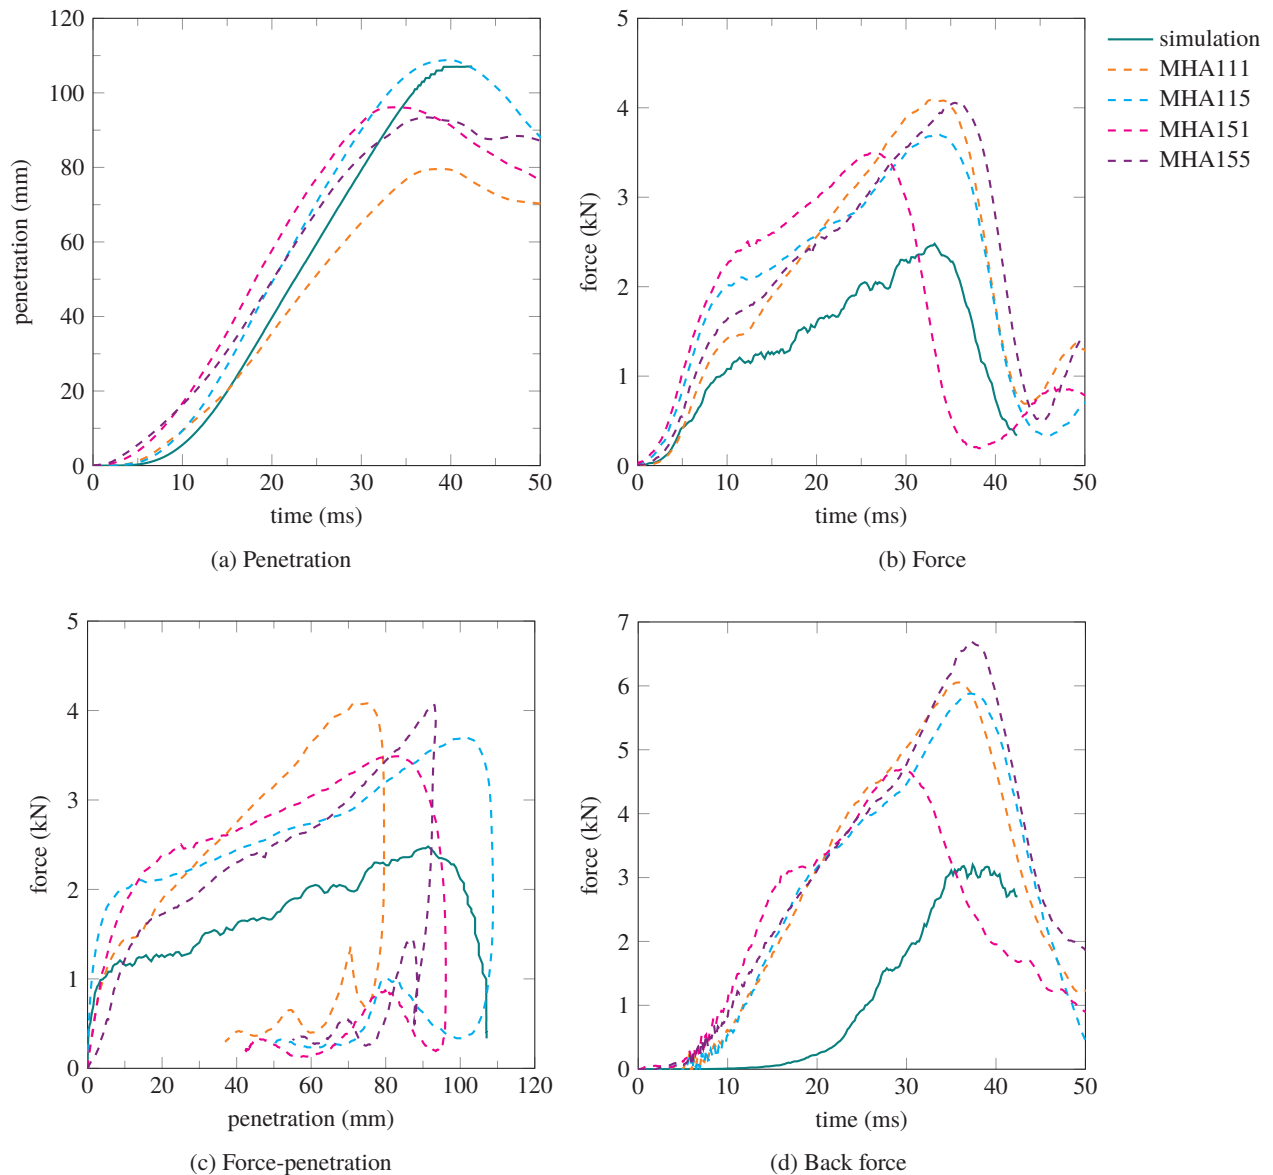 120
100
80
60
40
20
0
penetration (mm)
0 10 20 30 40 50
time (ms)
(a) Penetration
5
4
3
2
1
0
force (kN)
0 10 20 30 40 50
time (ms)
(b) Force
simulation
MHA111
MHA115
MHA151
MHA155
5
4
3
2
1
0
force (kN)
0 20 40 60 80 100 120
penetration (mm)
(c) Force-penetration
7
6
5
4
3
2
1
0
force (kN)
0 10 20 30 40 50
time (ms)
(d) Back force